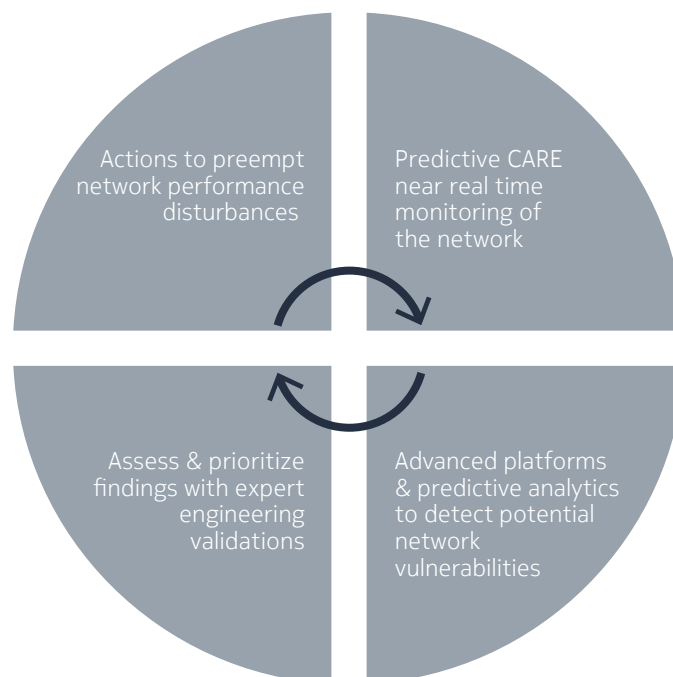 Actions to preempt
network performance
disturbances
Predictive CARE
near real time
monitoring of
the network
Assess & prioritize
findings with expert
engineering
validations
Advanced platforms
& predictive analytics
to detect potential
network
vulnerabilities